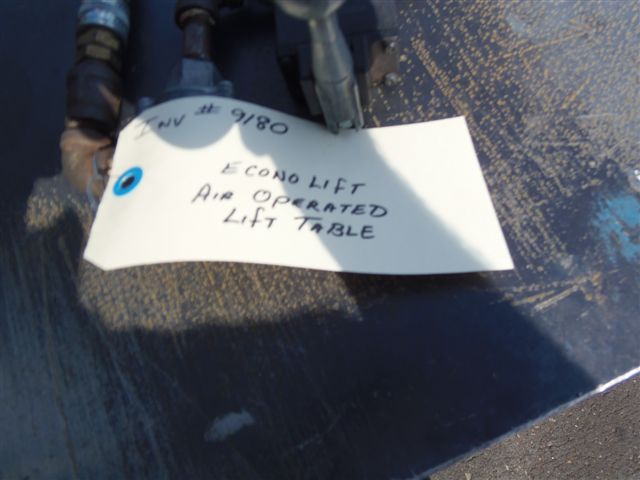 INV # 9180
ECONO LIFT
AIR OPERATED
LIFT TABLE